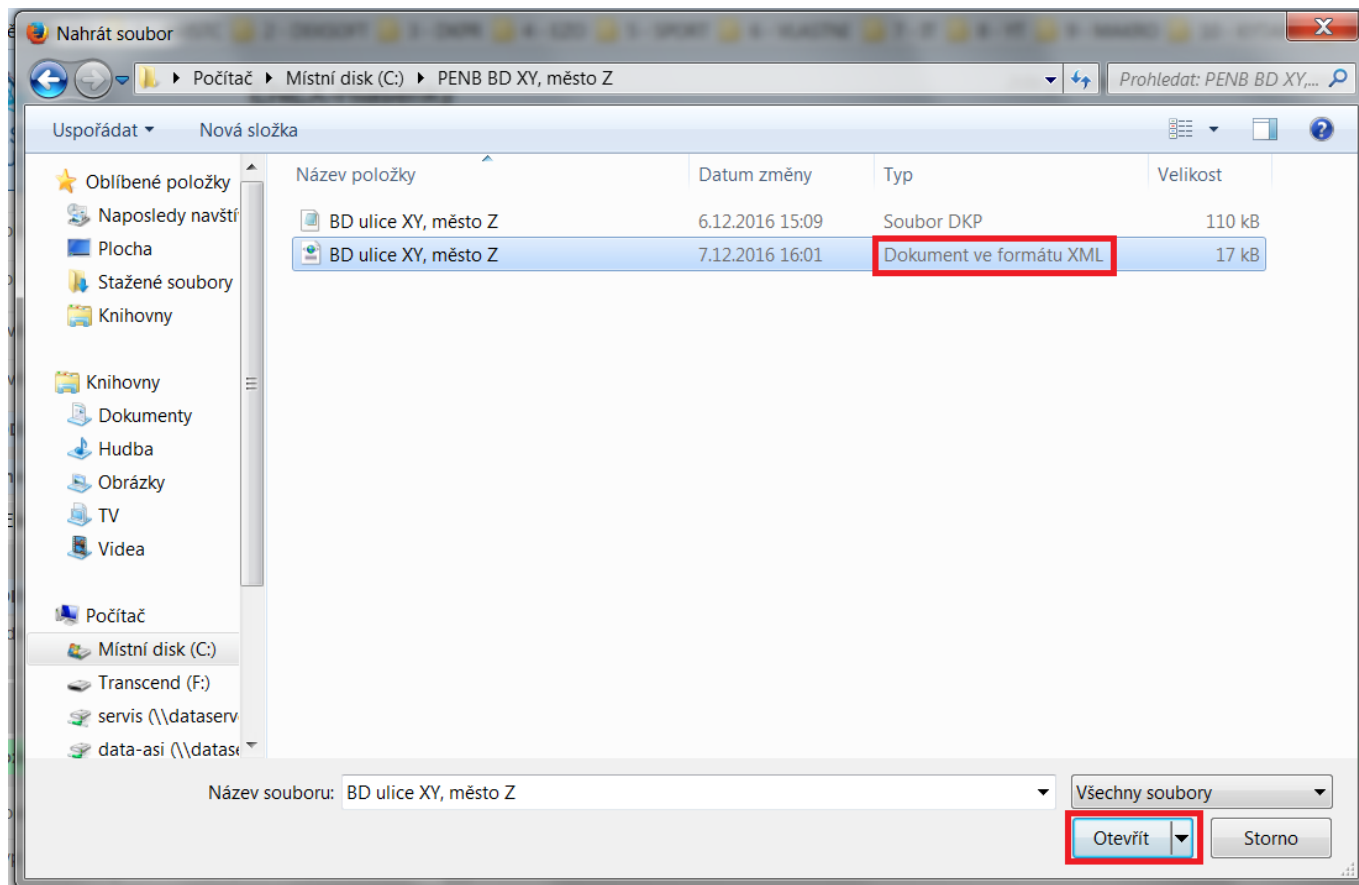 Nahrát soubor
Počítač Místní disk (C:) PENB BD XY, město Z
Prohledat: PENB BD XY,...
Uspořádat Nová složka
Název položky Datum změny Typ Velikost
BD ulice XY, město Z 6.12.2016 15:09 Soubor DKP 110 kB
BD ulice XY, město Z 7.12.2016 16:01 Dokument ve formátu XML 17 kB
Oblíbené položky
Naposledy navští
Plocha
Stažené soubory
Knihovny
Knihovny
Dokumenty
Hudba
Obrázky
TV
Videa
Počítač
Místní disk (C:)
Transcend (F:)
servis (\\dataserv
data-asi (\\datase
Název souboru: BD ulice XY, město Z
Všechny soubory
Otevřít Storno